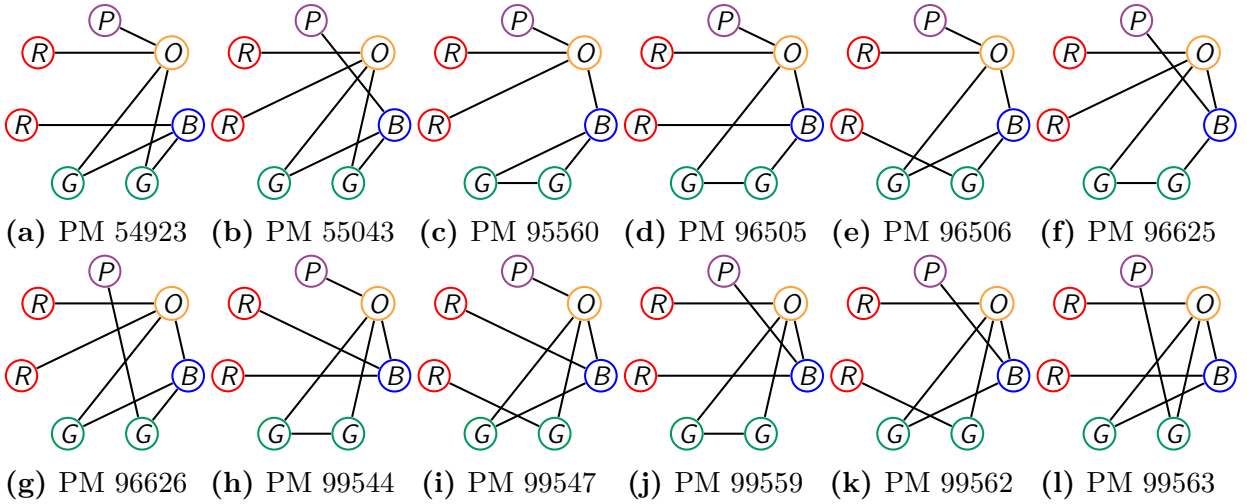 P P P P P P
R O R O R O R O R O R O
R B R B R B R B R B R B
G G G G G G G G G G G G
(a) PM 54923 (b) PM 55043 (c) PM 95560 (d) PM 96505 (e) PM 96506 (f) PM 96625
P P P P P P
R O R O R O R O R O R O
R B R B R B R B R B R B
G G G G G G G G G G G G
(g) PM 96626 (h) PM 99544 (i) PM 99547 (j) PM 99559 (k) PM 99562 (l) PM 99563